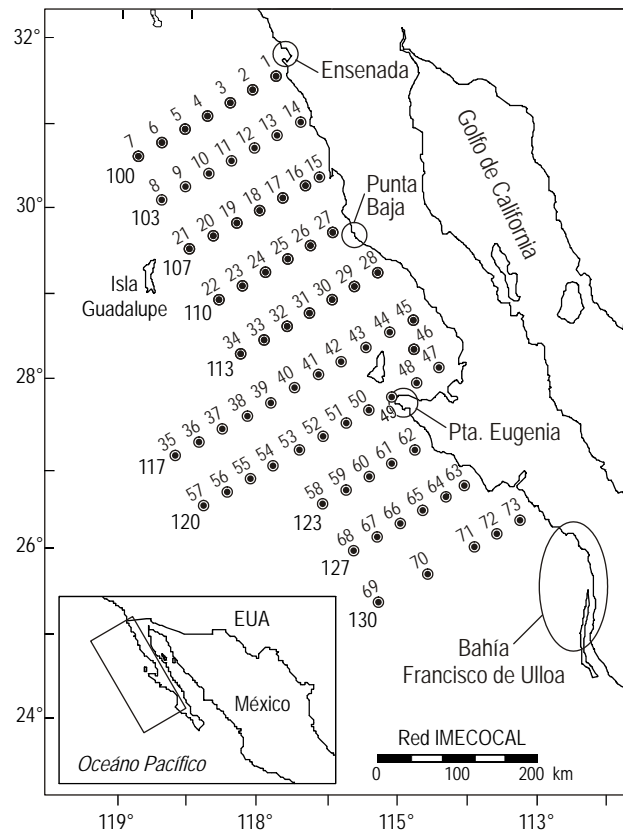 32°
30°
28°
26°
24°
119°
118°
115°
113°
Ensenada
Punta
Baja
Golfo de California
Isla
Guadalupe
Pta. Eugenia
Bahía
Francisco de Ulloa
7 6 5 4 3 2 1
100
8 9 10 11 12 13 14
103
21 20 19 18 17 16 15
107
22 23 24 25 26 27
110
34 33 32 31 30 29 28
113
35 36 37 38 39 40 41 42 43 44 45
117
46
47
48
49
57 56 55 54 53 52 51 50
120
58 59 60 61 62
123
68 67 66 65 64 63
127
69 70 71 72 73
130
EUA
México
Oceáno Pacífico
Red IMECOCAL
0 100 200 km